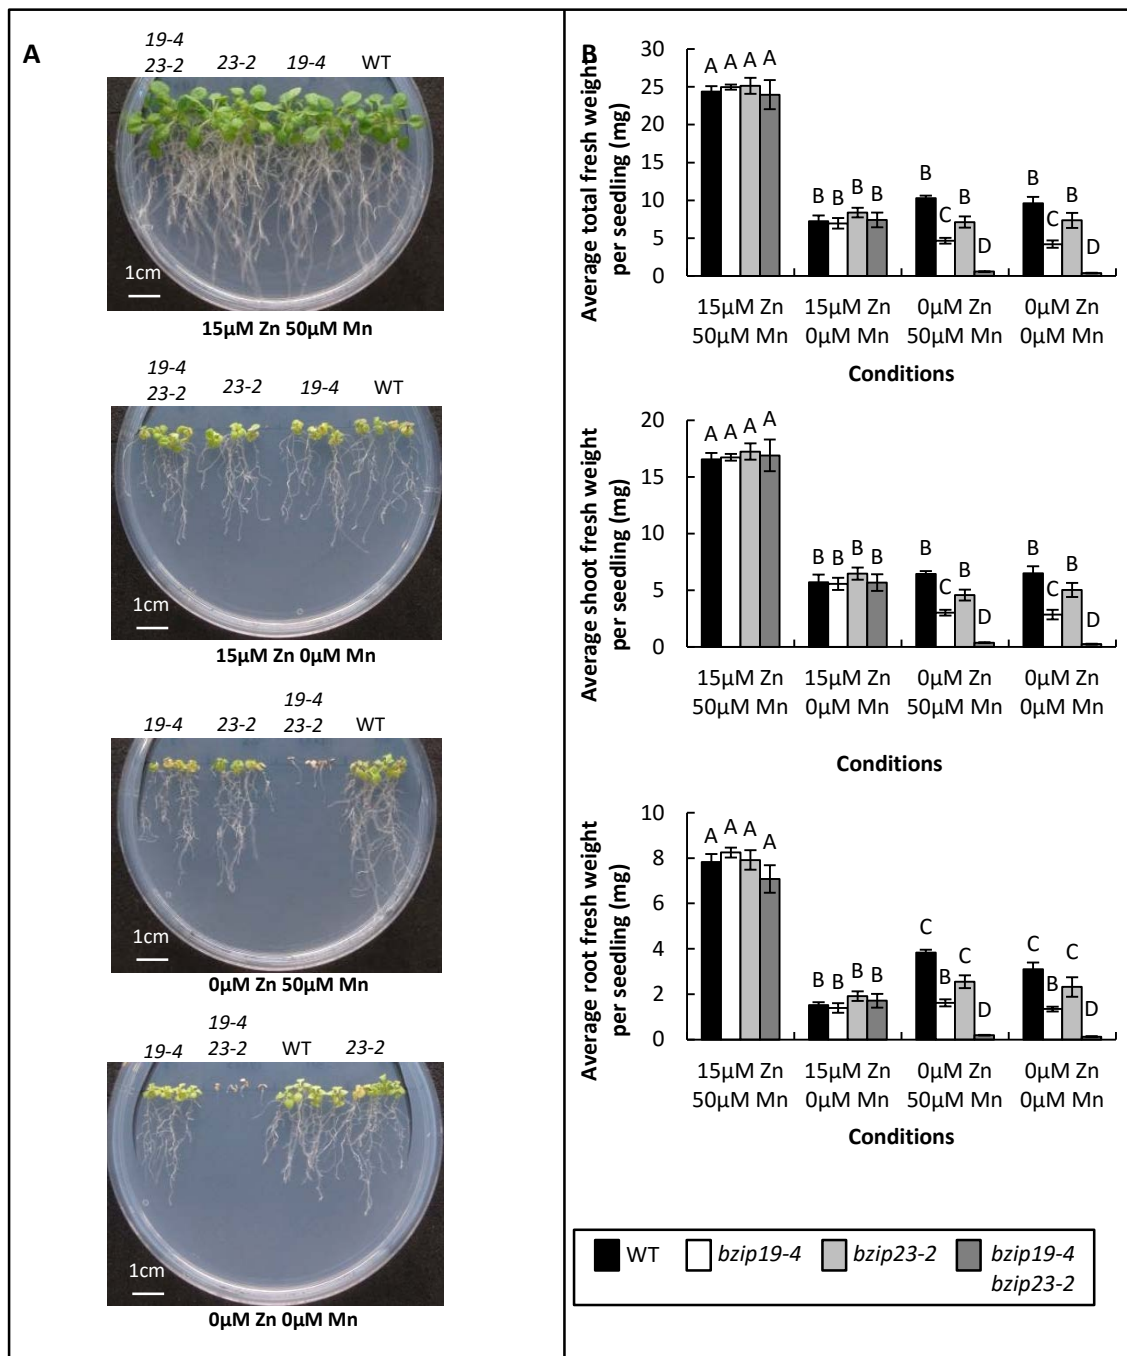 A
19-4
23-2 23-2 19-4 WT
1cm
15µM Zn 50µM Mn
19-4
23-2 23-2 19-4 WT
1cm
15µM Zn 0µM Mn
19-4
19-4 23-2 23-2 WT
1cm
0µM Zn 50µM Mn
19-4
19-4 23-2 WT 23-2
1cm
0µM Zn 0µM Mn
B
Average total fresh weight
per seedling (mg)
30
25
20
15
10
5
0
A A A A
B B B B
B C B D
B C B D
15µM Zn 15µM Zn 0µM Zn 0µM Zn
50µM Mn 0µM Mn 50µM Mn 0µM Mn
Conditions
Average shoot fresh weight
per seedling (mg)
20
15
10
5
0
A A A A
B B B B
B C B D
B C B D
15µM Zn 15µM Zn 0µM Zn 0µM Zn
50µM Mn 0µM Mn 50µM Mn 0µM Mn
Conditions
Average root fresh weight
per seedling (mg)
10
8
6
4
2
0
A A A A
B B B B
C B C D
C B C D
15µM Zn 15µM Zn 0µM Zn 0µM Zn
50µM Mn 0µM Mn 50µM Mn 0µM Mn
Conditions
WT bzip19-4 bzip23-2 bzip19-4
bzip23-2